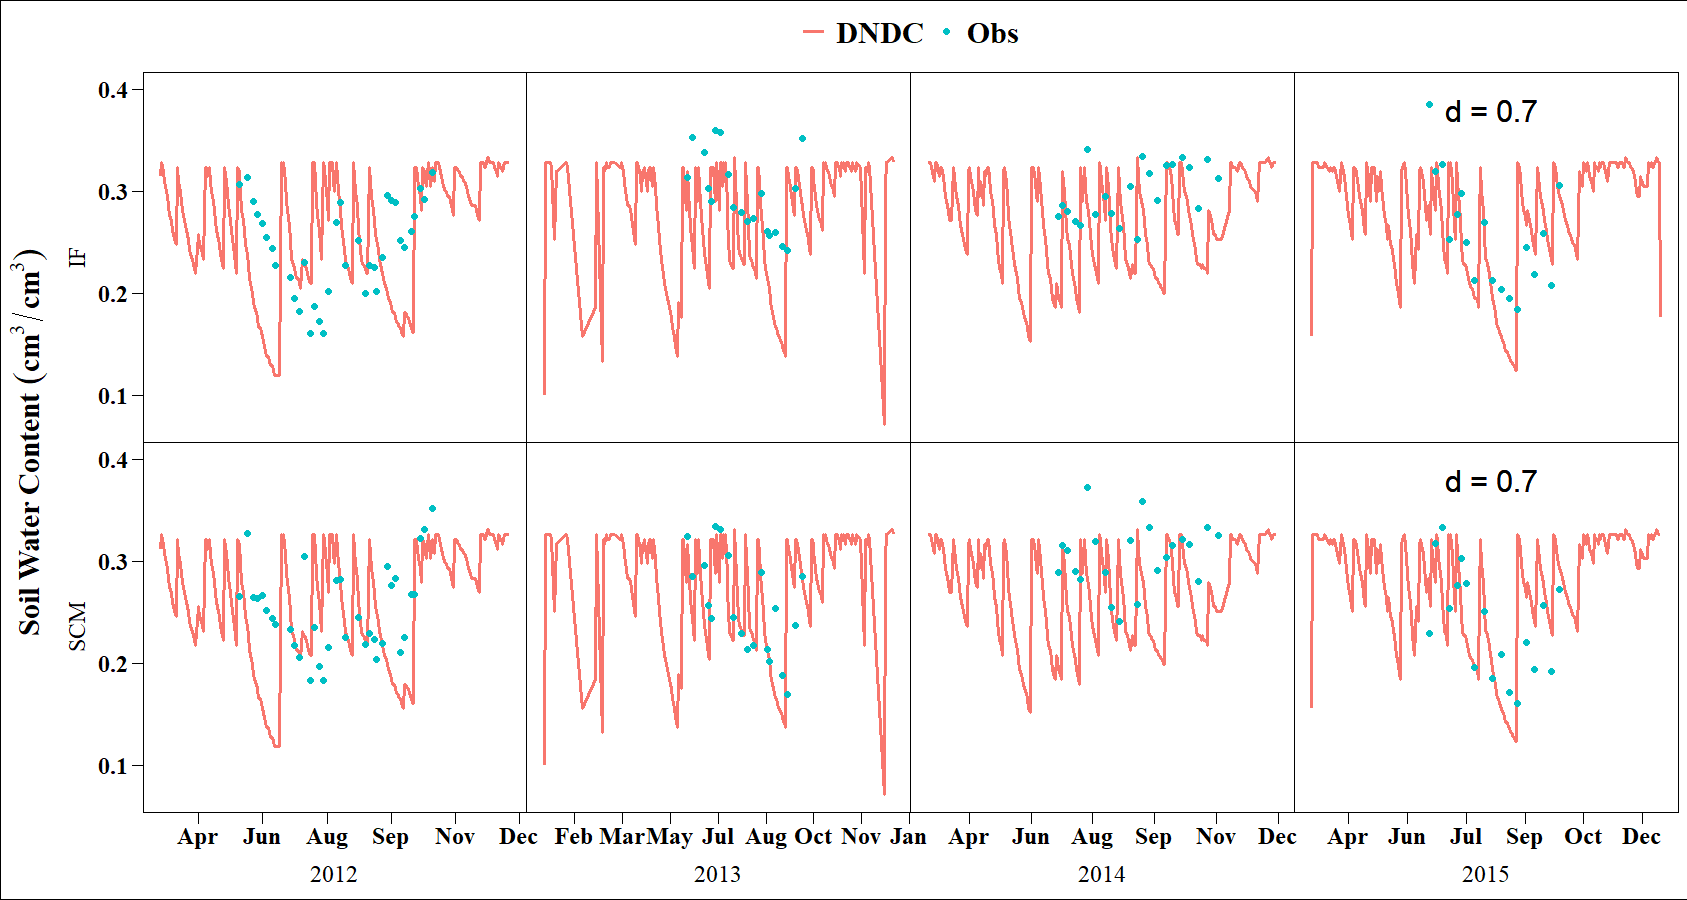 DNDC Obs
0.4
0.3
0.2
0.1
IF
d = 0.7
0.4
0.3
0.2
0.1
SCM
d = 0.7
Soil Water Content (cm³ / cm³)
Apr Jun Aug Sep Nov Dec Feb Mar May Jul Aug Oct Nov Jan Apr Jun Aug Sep Nov Dec Apr Jun Jul Sep Oct Dec
2012 2013 2014 2015